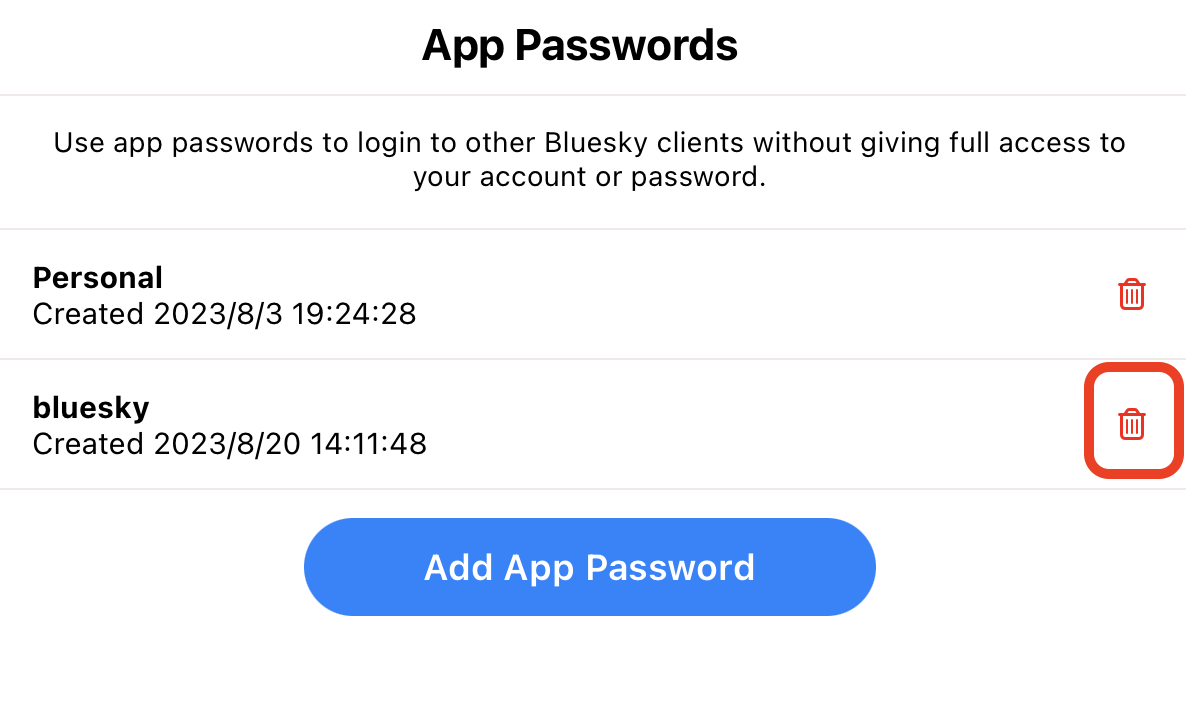 App Passwords
Use app passwords to login to other Bluesky clients without giving full access to
your account or password.
Personal
Created 2023/8/3 19:24:28
bluesky
Created 2023/8/20 14:11:48
Add App Password